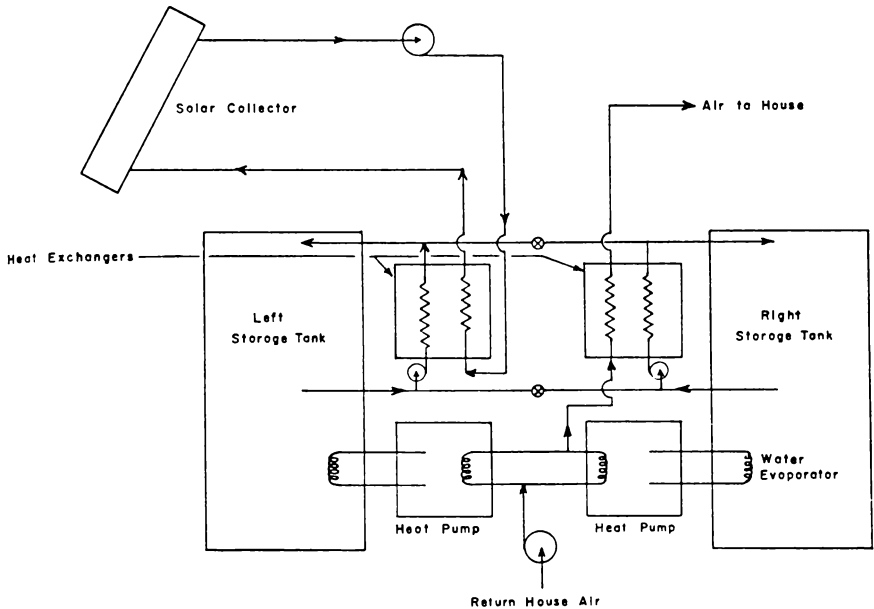 Solar Collector
Air to House
Heat Exchangers
Left
Storage Tank
Right
Storage Tank
Water
Evaporator
Heat Pump
Heat Pump
Return House Air